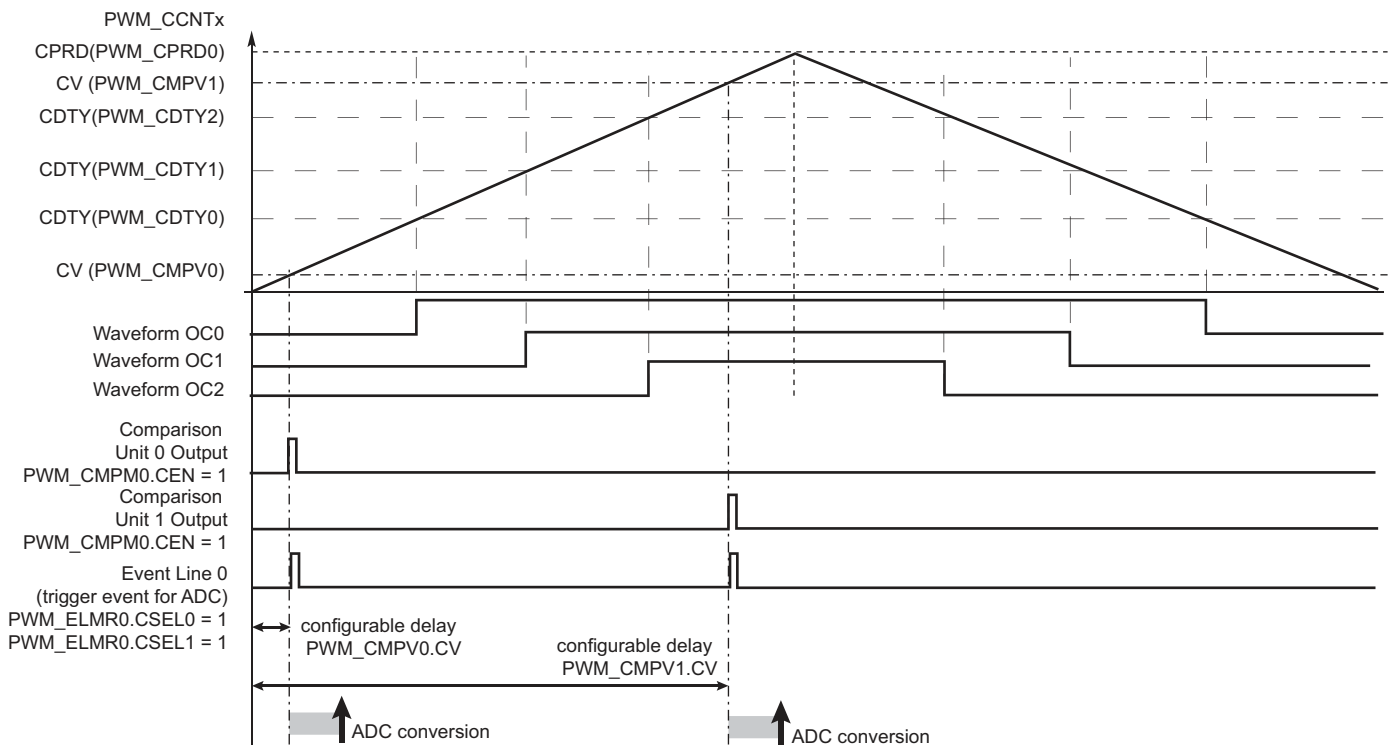 PWM_CCNTx
CPRD(PWM_CPRD0)
CV (PWM_CMPV1)
CDTY(PWM_CDTY2)
CDTY(PWM_CDTY1)
CDTY(PWM_CDTY0)
CV (PWM_CMPV0)
Waveform OC0
Waveform OC1
Waveform OC2
Comparison
Unit 0 Output
PWM_CMPM0.CEN = 1
Comparison
Unit 1 Output
PWM_CMPM0.CEN = 1
Event Line 0
(trigger event for ADC)
PWM_ELMR0.CSEL0 = 1
PWM_ELMR0.CSEL1 = 1
configurable delay
PWM_CMPV0.CV
configurable delay
PWM_CMPV1.CV
ADC conversion
ADC conversion